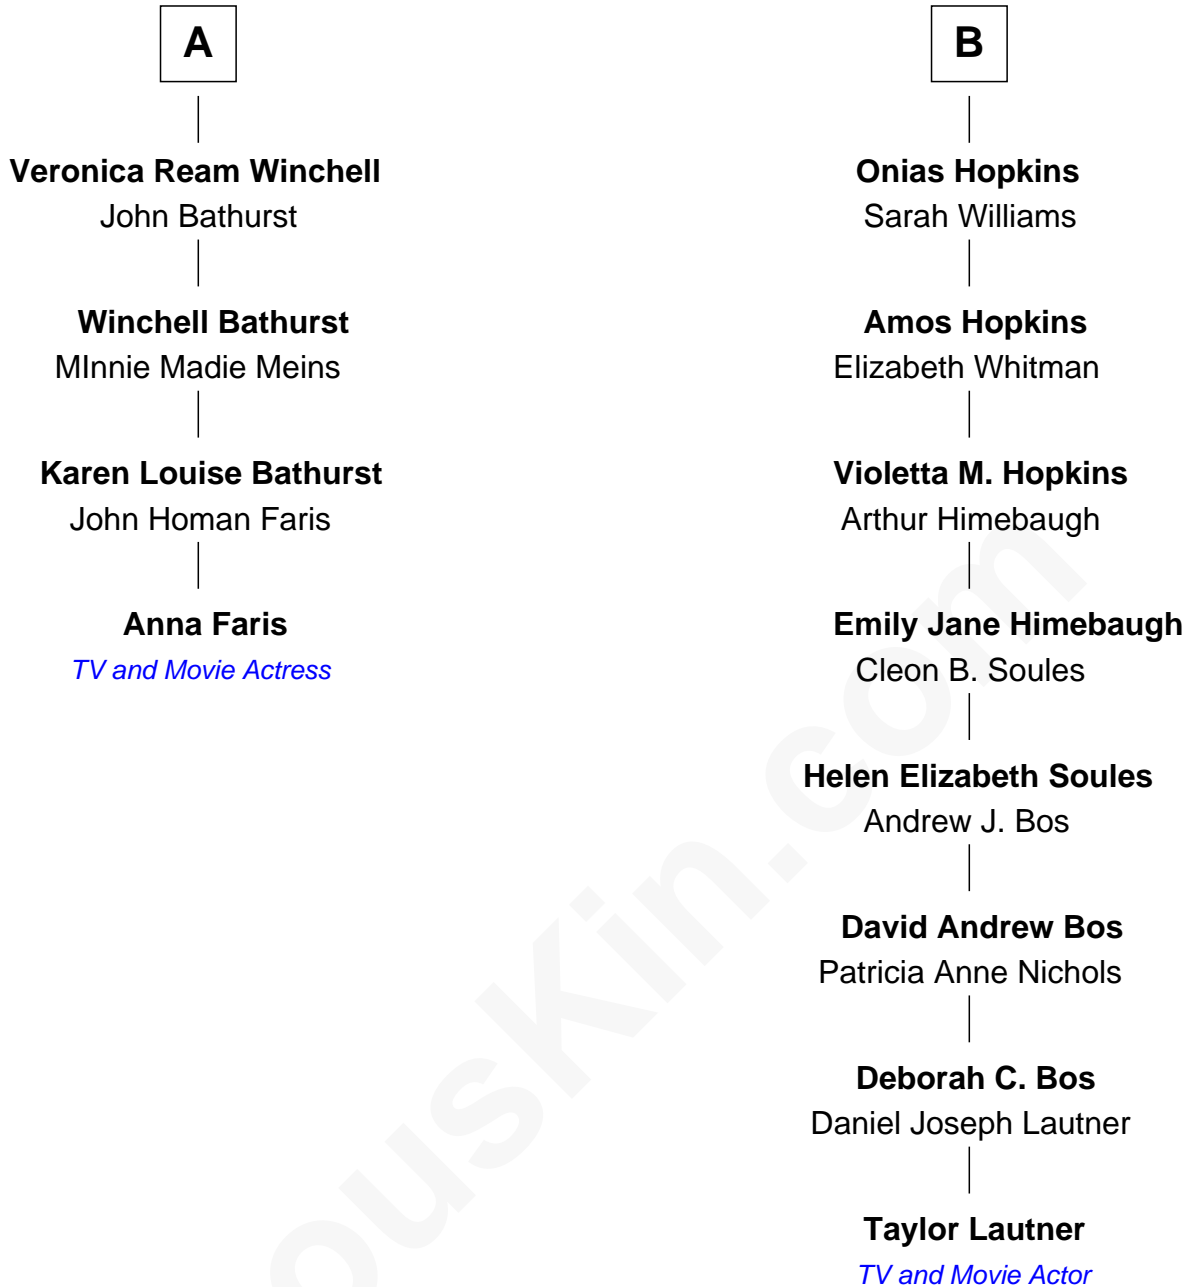 A
Veronica Ream Winchell
John Bathurst
Winchell Bathurst
MInnie Madie Meins
Karen Louise Bathurst
John Homan Faris
Anna Faris
TV and Movie Actress
B
Onias Hopkins
Sarah Williams
Amos Hopkins
Elizabeth Whitman
Violetta M. Hopkins
Arthur Himebaugh
Emily Jane Himebaugh
Cleon B. Soules
Helen Elizabeth Soules
Andrew J. Bos
David Andrew Bos
Patricia Anne Nichols
Deborah C. Bos
Daniel Joseph Lautner
Taylor Lautner
TV and Movie Actor
ousKin.com